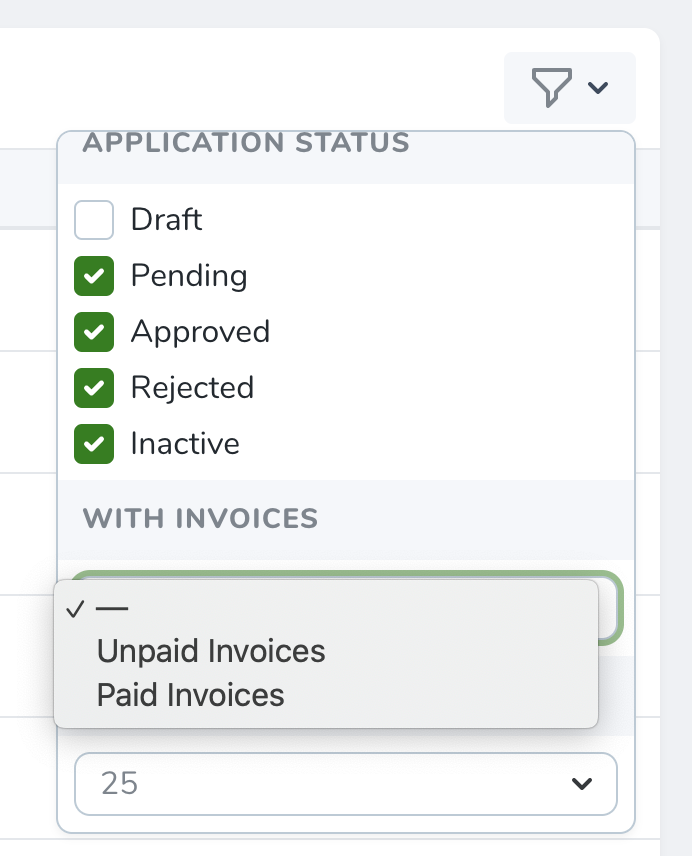 APPLICATION STATUS
Draft
Pending
Approved
Rejected
Inactive
WITH INVOICES
—
Unpaid Invoices
Paid Invoices
25